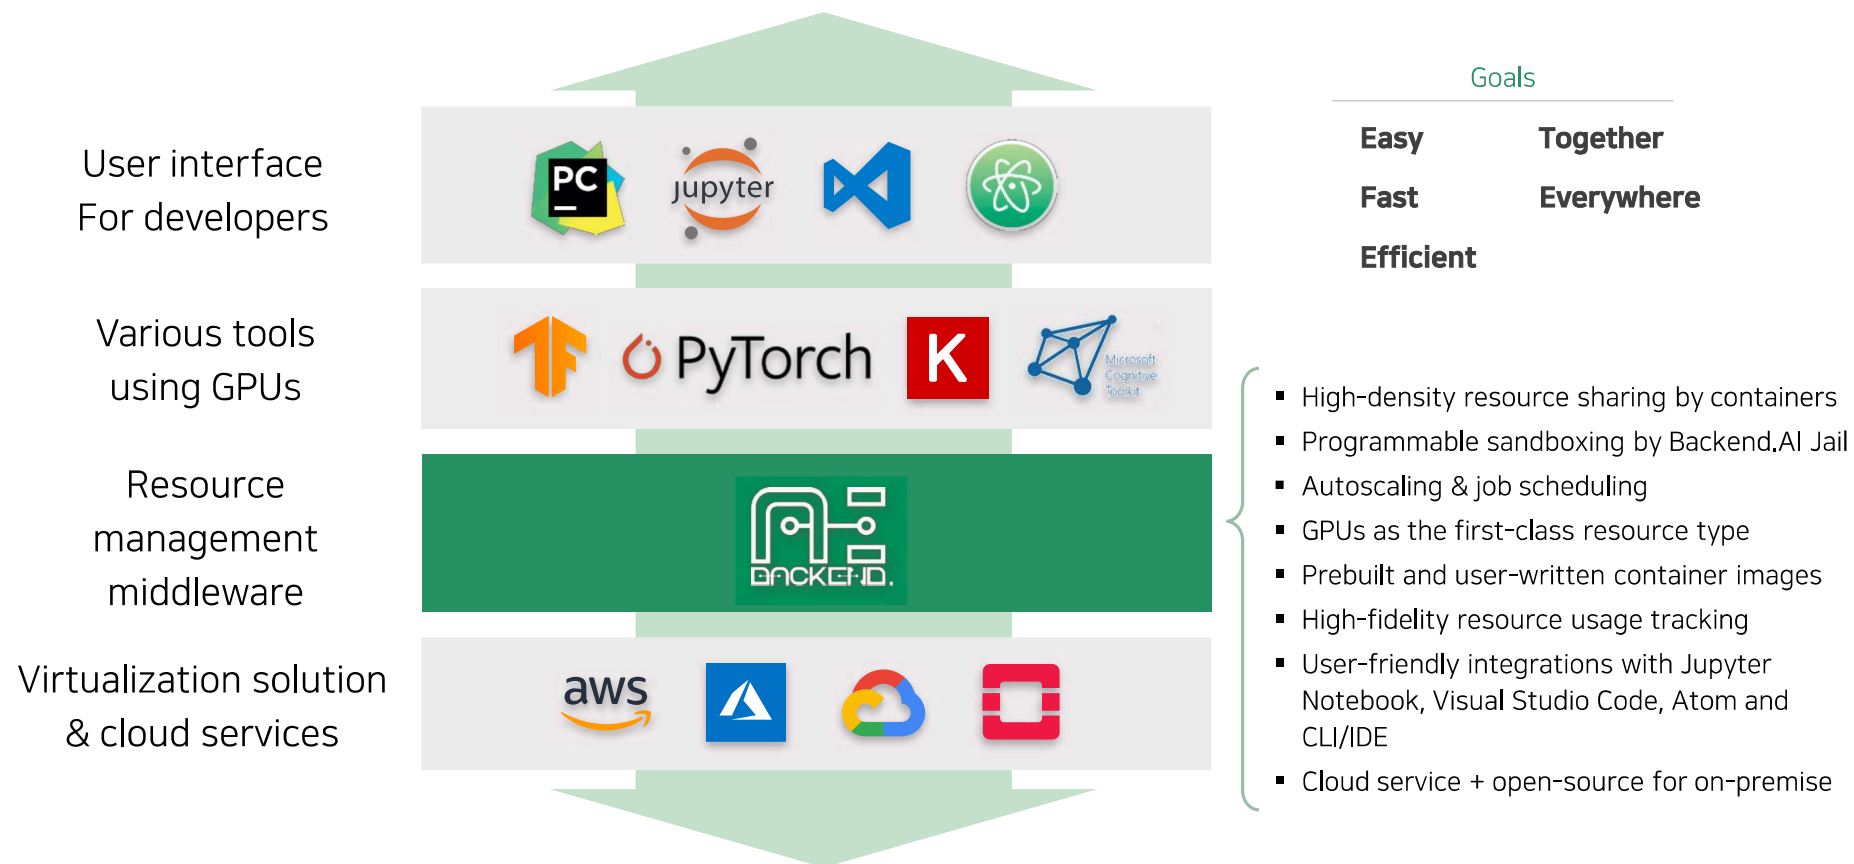 User interface
For developers
PC
jupyter
Goals
Easy
Together
Fast
Everywhere
Efficient
Various tools
using GPUs
PyTorch
K
Microsoft
Cognitive
Toolkit
Resource
management
middleware
BACKEND.
Virtualization solution
& cloud services
aws
▪ High-density resource sharing by containers
▪ Programmable sandboxing by Backend.AI Jail
▪ Autoscaling & job scheduling
▪ GPUs as the first-class resource type
▪ Prebuilt and user-written container images
▪ High-fidelity resource usage tracking
▪ User-friendly integrations with Jupyter
Notebook, Visual Studio Code, Atom and
CLI/IDE
▪ Cloud service + open-source for on-premise